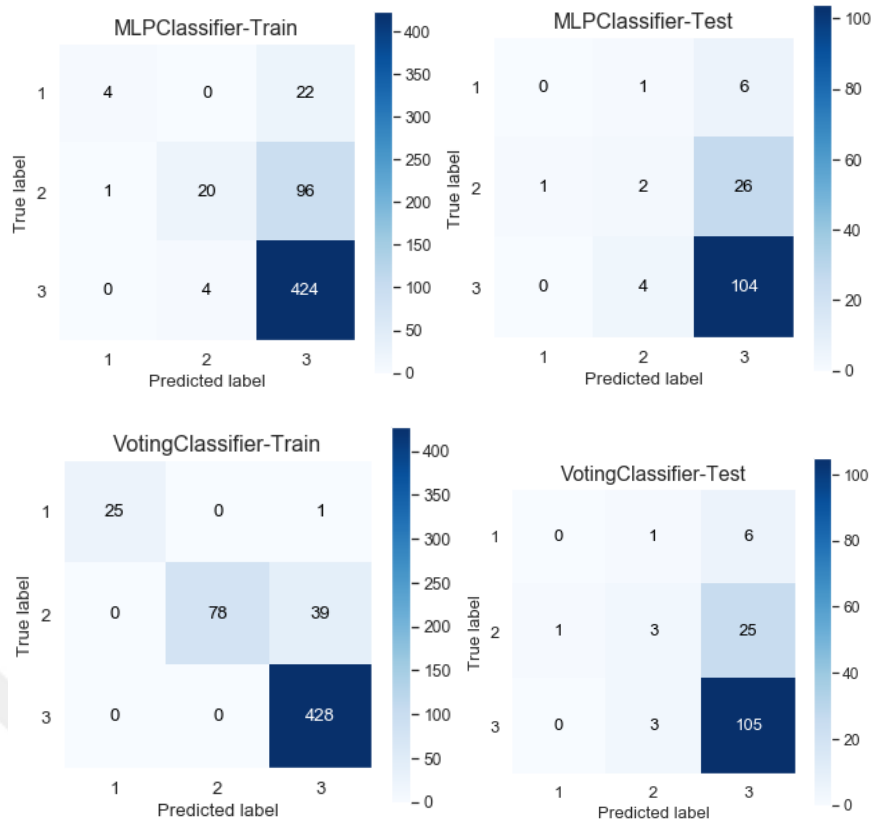 MLPClassifier-Train
True label
1
2
3
4 0 22
1 20 96
0 4 424
1 2 3
Predicted label
400
350
300
250
200
150
100
50
0
MLPClassifier-Test
True label
1
2
3
0 1 6
1 2 26
0 4 104
1 2 3
Predicted label
100
80
60
40
20
0
VotingClassifier-Train
True label
1
2
3
25 0 1
0 78 39
0 0 428
1 2 3
Predicted label
400
350
300
250
200
150
100
50
0
VotingClassifier-Test
True label
1
2
3
0 1 6
1 3 25
0 3 105
1 2 3
Predicted label
100
80
60
40
20
0